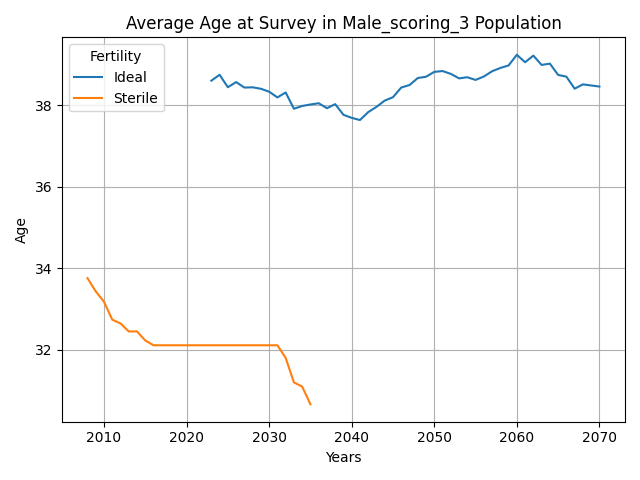 Average Age at Survey in Male_scoring_3 Population
Fertility
Ideal
Sterile
Age
38
36
34
32
2010 2020 2030 2040 2050 2060 2070
Years